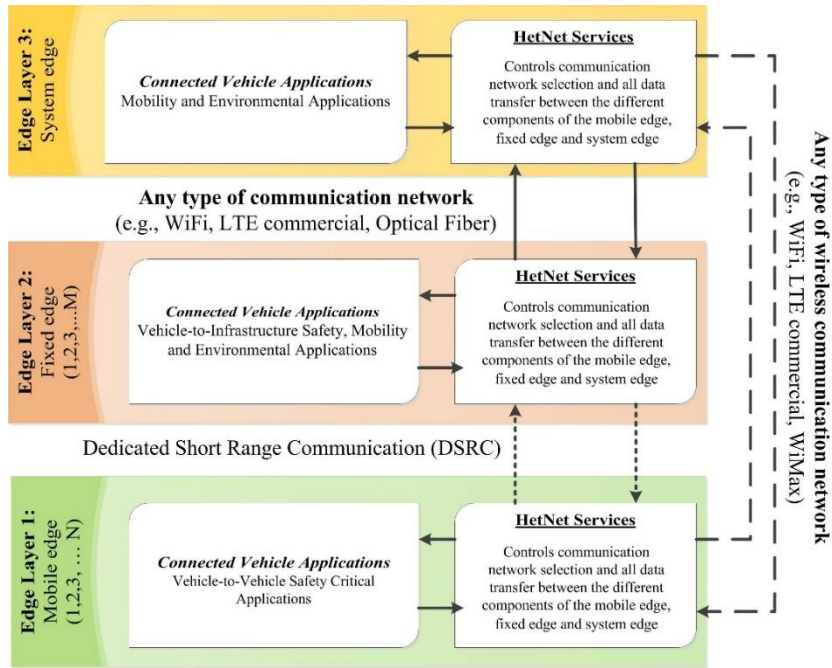 Edge Layer 3:
System edge
Connected Vehicle Applications
Mobility and Environmental Applications
HetNet Services
Controls communication
network selection and all data
transfer between the different
components of the mobile edge,
fixed edge and system edge
Any type of communication network
(e.g., WiFi, LTE commercial, Optical Fiber)
Edge Layer 2:
Fixed edge
(1,2,3,...M)
Connected Vehicle Applications
Vehicle-to-Infrastructure Safety, Mobility
and Environmental Applications
HetNet Services
Controls communication
network selection and all data
transfer between the different
components of the mobile edge,
fixed edge and system edge
Dedicated Short Range Communication (DSRC)
Edge Layer 1:
Mobile edge
(1,2,3, ... N)
Connected Vehicle Applications
Vehicle-to-Vehicle Safety Critical
Applications
HetNet Services
Controls communication
network selection and all data
transfer between the different
components of the mobile edge,
fixed edge and system edge
Any type of wireless communication network
(e.g., WiFi, LTE commercial, WiMax)